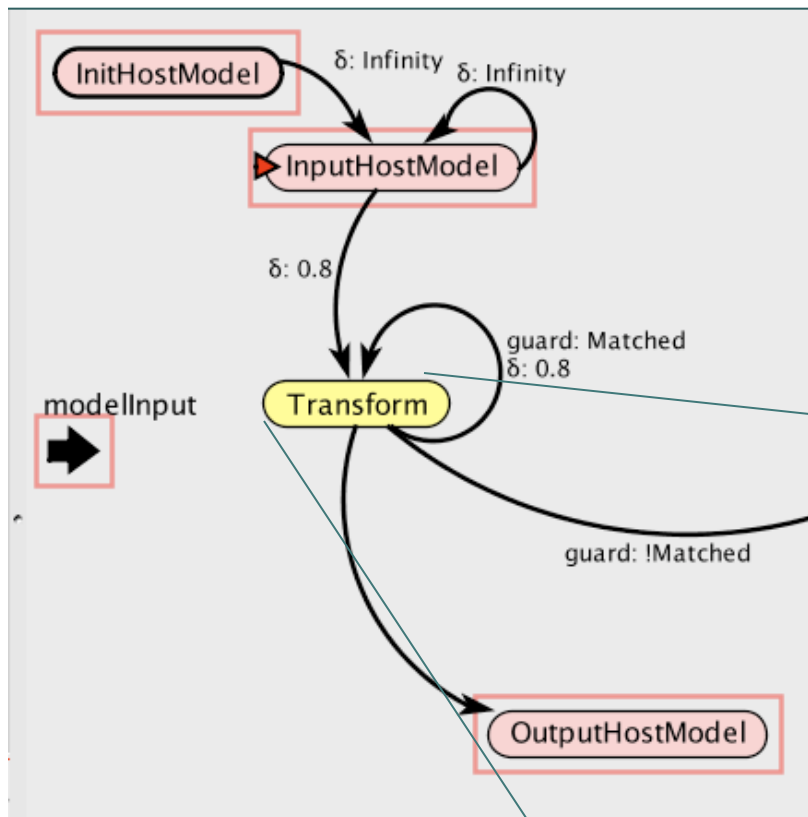 InitHostModel
δ: Infinity
δ: Infinity
InputHostModel
δ: 0.8
guard: Matched
δ: 0.8
modelInput
Transform
guard: !Matched
OutputHostModel